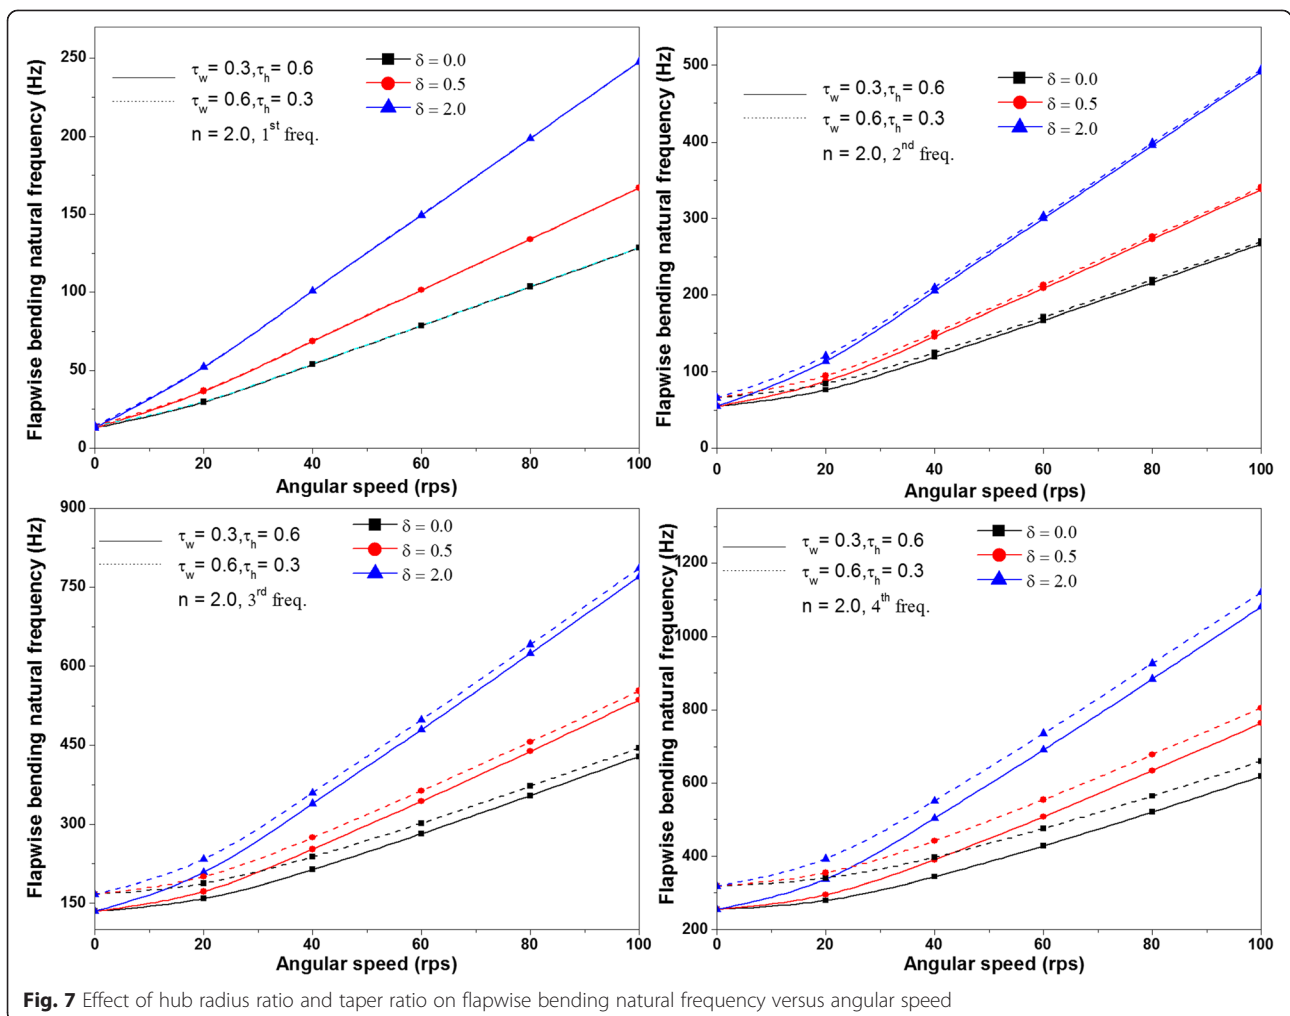 Flapwise bending natural frequency (Hz)
250
200
150
100
50
0
τw= 0.3,τh= 0.6
τw= 0.6,τh= 0.3
n = 2.0, 1st freq.
δ = 0.0
δ = 0.5
δ = 2.0
0 20 40 60 80 100
Angular speed (rps)
Flapwise bending natural frequency (Hz)
500
400
300
200
100
0
τw= 0.3,τh= 0.6
τw= 0.6,τh= 0.3
n = 2.0, 2nd freq.
δ = 0.0
δ = 0.5
δ = 2.0
0 20 40 60 80 100
Angular speed (rps)
Flapwise bending natural frequency (Hz)
900
750
600
450
300
150
τw= 0.3,τh= 0.6
τw= 0.6,τh= 0.3
n = 2.0, 3rd freq.
δ = 0.0
δ = 0.5
δ = 2.0
0 20 40 60 80 100
Angular speed (rps)
Flapwise bending natural frequency (Hz)
1200
1000
800
600
400
200
τw= 0.3,τh= 0.6
τw= 0.6,τh= 0.3
n = 2.0, 4th freq.
δ = 0.0
δ = 0.5
δ = 2.0
0 20 40 60 80 100
Angular speed (rps)
Fig. 7 Effect of hub radius ratio and taper ratio on flapwise bending natural frequency versus angular speed